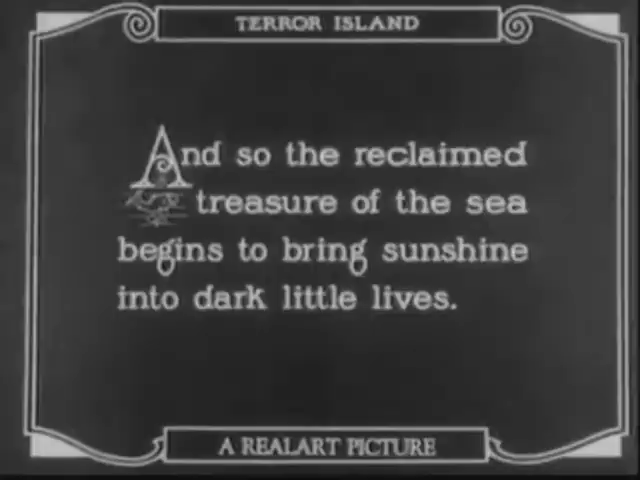 TERROR ISLAND
And so the reclaimed
treasure of the sea
begins to bring sunshine
into dark little lives.
A REALART PICTURE